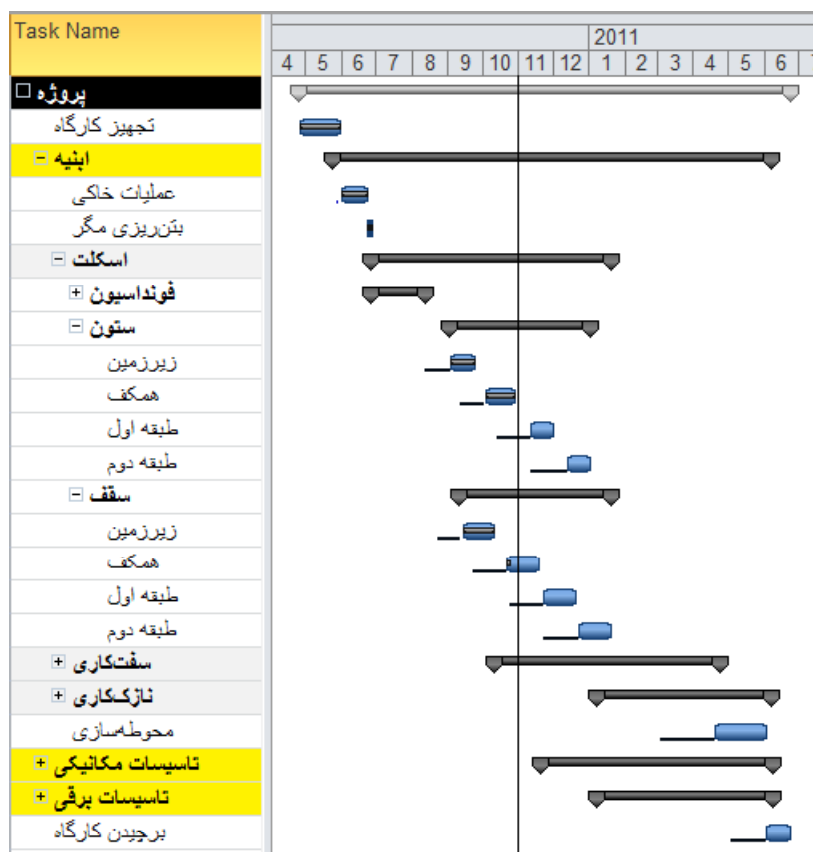 Task Name
2011
4 5 6 7 8 9 10 11 12 1 2 3 4 5 6
پروژه
تجهیز کارگاه
ابنیه
عملیات خاکی
بتن‌ریزی مگر
اسکلت
فونداسیون
ستون
زیرزمین
همکف
طبقه اول
طبقه دوم
سقف
زیرزمین
همکف
طبقه اول
طبقه دوم
سفت‌کاری
نازک‌کاری
محوطه‌سازی
تاسیسات مکانیکی
تاسیسات برقی
برچیدن کارگاه